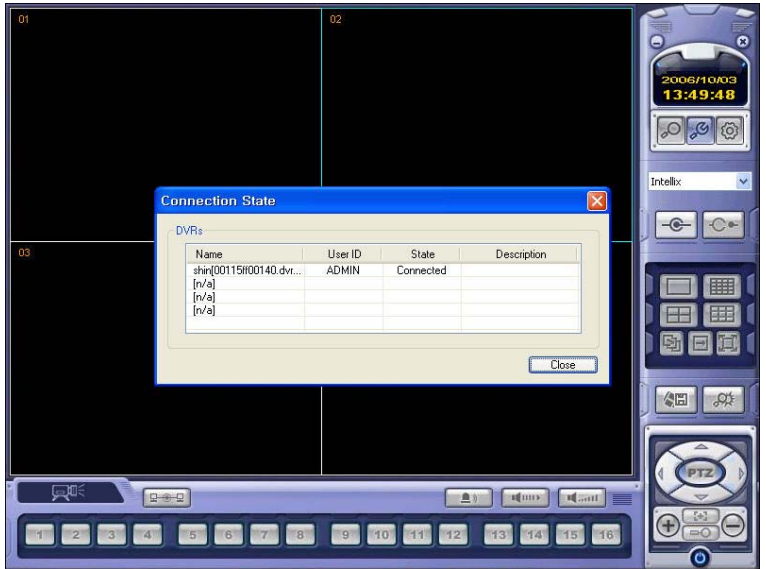 01
02
2006/10/03
13:49:48
Intellix
Connection State
DVRs
Name User ID State Description
shin[00115ff00140.dvr... ADMIN Connected
[n/a]
[n/a]
[n/a]
03
Close
PTZ
1 2 3 4 5 6 7 8 9 10 11 12 13 14 15 16